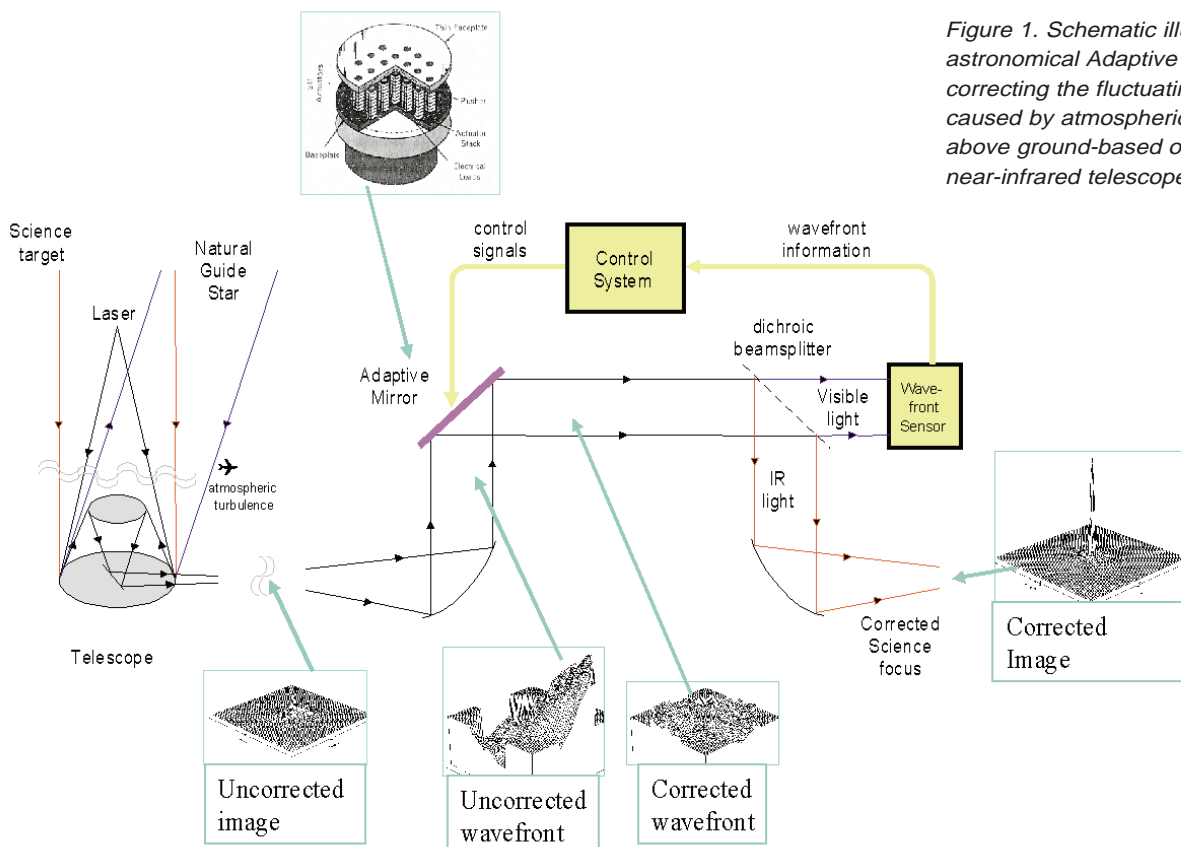 Figure 1. Schematic illu
astronomical Adaptive
correcting the fluctuatin
caused by atmospheric
above ground-based o
near-infrared telescope
Thin Faceplate
Actuators
Pusher
Actuator
Stack
Baseplate
Electrical
Leads
Science
target
Natural
Guide
Star
Laser
control
signals
Control
System
wavefront
information
dichroic
beamsplitter
Adaptive
Mirror
Visible
light
Wave-
front
Sensor
atmospheric
turbulence
IR
light
Telescope
Corrected
Science
focus
Corrected
Image
Uncorrected
image
Uncorrected
wavefront
Corrected
wavefront